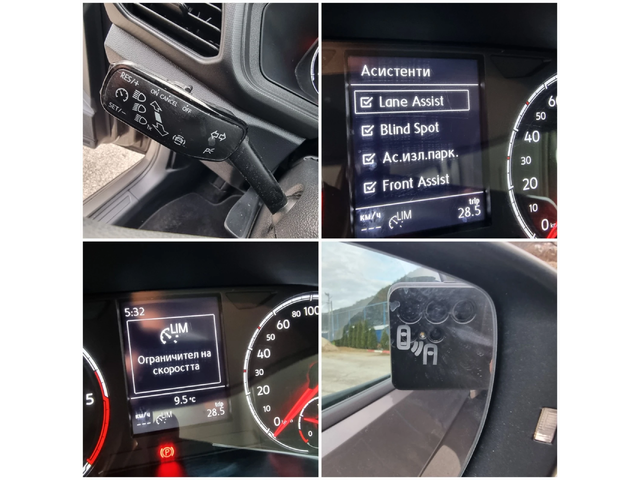 RES/+
ON CANCEL OFF
SET/−
1x
P
Асистенти
Lane Assist
Blind Spot
Ас.изл.парк.
Front Assist
км/ч LIM trip
--- 28.5
60
40
20
0
5:32
LIM
Ограничител на
скоростта
9.5 °C
км/ч LIM trip
--- 28.5
5
100
80
60
40
20
0
(P)